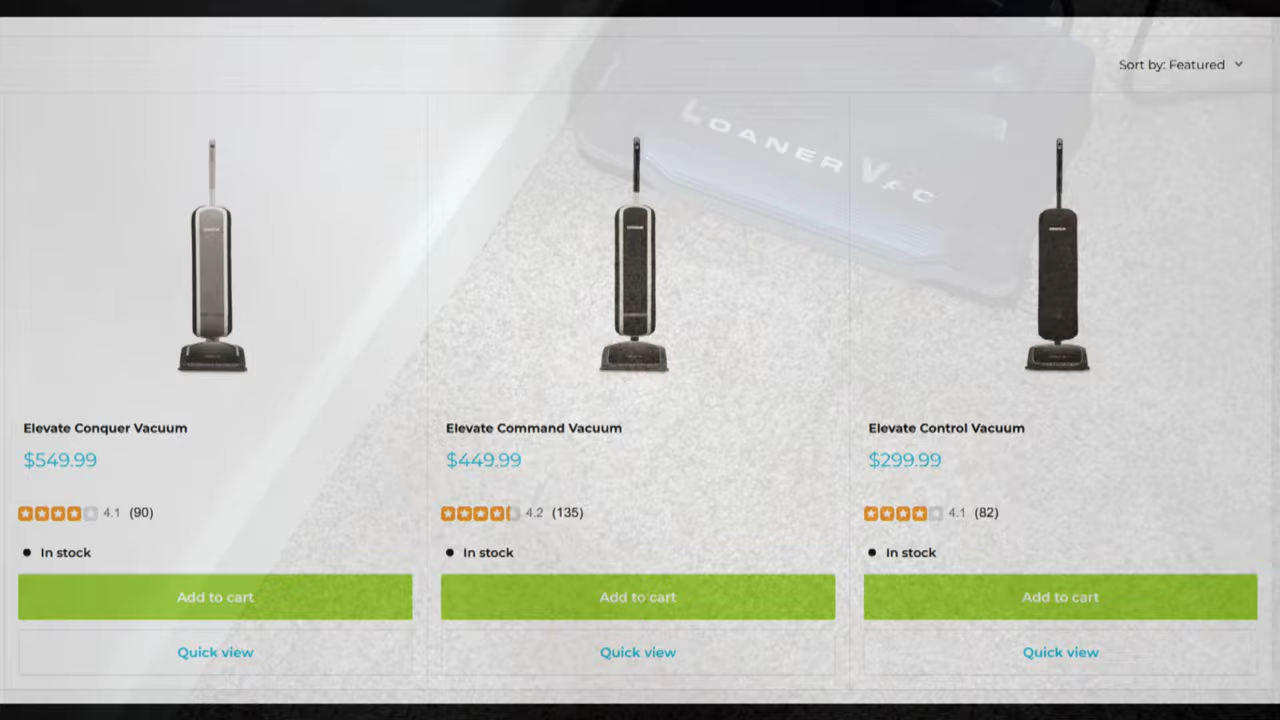 Sort by: Featured
LOANER VAC
Elevate Conquer Vacuum
$549.99
4.1 (90)
In stock
Add to cart
Quick view
Elevate Command Vacuum
$449.99
4.2 (135)
In stock
Add to cart
Quick view
Elevate Control Vacuum
$299.99
4.1 (82)
In stock
Add to cart
Quick view